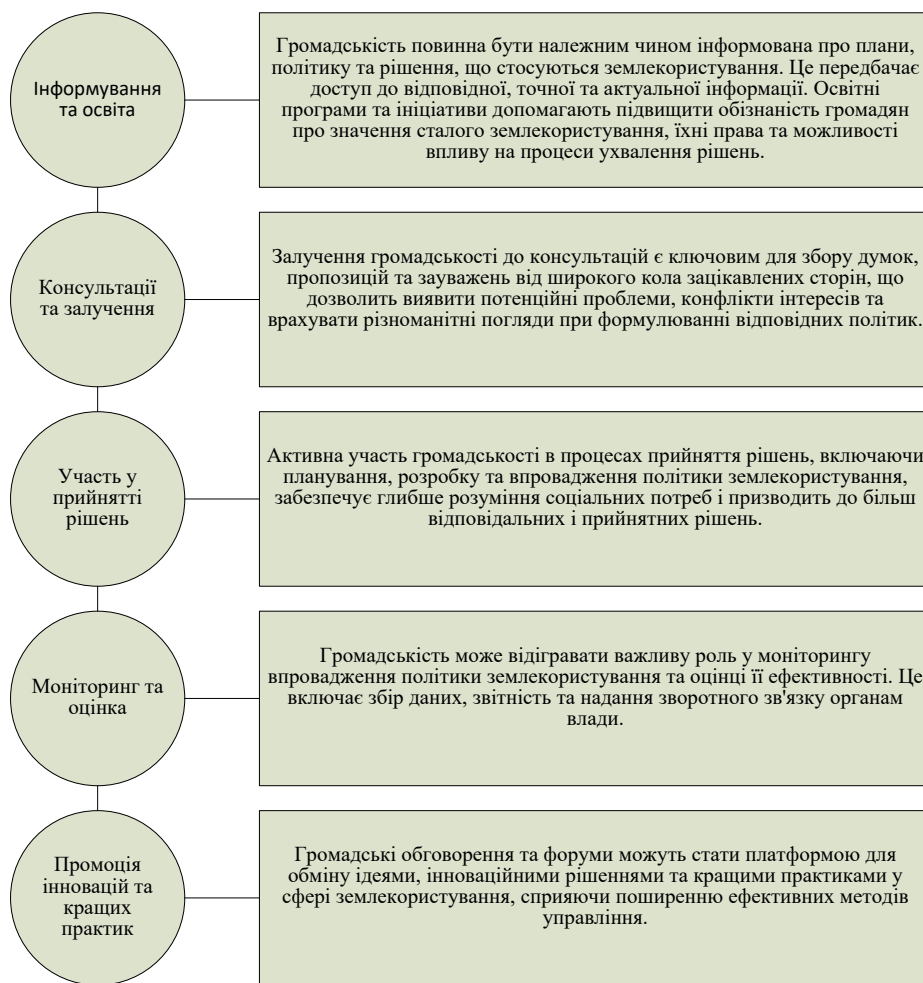 Інформування
та освіта
Громадськість повинна бути належним чином інформована про плани,
політику та рішення, що стосуються землекористування. Це передбачає
доступ до відповідної, точної та актуальної інформації. Освітні
програми та ініціативи допомагають підвищити обізнаність громадян
про значення сталого землекористування, їхні права та можливості
впливу на процеси ухвалення рішень.
Консультації
та залучення
Залучення громадськості до консультацій є ключовим для збору думок,
пропозицій та зауважень від широкого кола зацікавлених сторін, що
дозволить виявити потенційні проблеми, конфлікти інтересів та
врахувати різноманітні погляди при формулюванні відповідних політик.
Участь у
прийнятті
рішень
Активна участь громадськості в процесах прийняття рішень, включаючи
планування, розробку та впровадження політики землекористування,
забезпечує глибше розуміння соціальних потреб і призводить до більш
відповідальних і прийнятних рішень.
Моніторинг та
оцінка
Громадськість може відігравати важливу роль у моніторингу
впровадження політики землекористування та оцінці її ефективності. Це
включає збір даних, звітність та надання зворотного зв'язку органам
влади.
Промоція
інновацій та
кращих
практик
Громадські обговорення та форуми можуть стати платформою для
обміну ідеями, інноваційними рішеннями та кращими практиками у
сфері землекористування, сприяючи поширенню ефективних методів
управління.